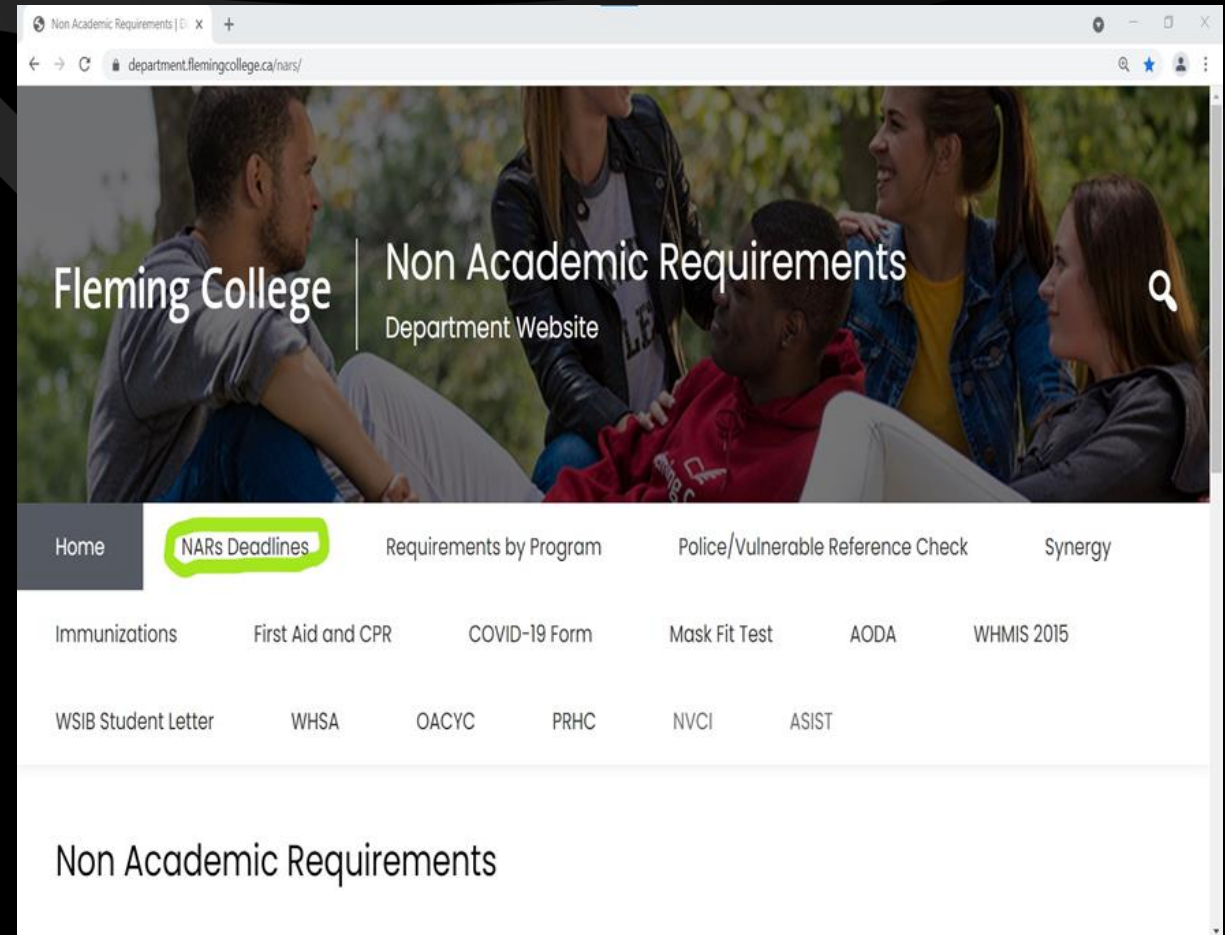 Non Academic Requirements |
department.flemingcollege.ca/nars/
Fleming College
Non Academic Requirements
Department Website
Home NARs Deadlines Requirements by Program Police/Vulnerable Reference Check Synergy
Immunizations First Aid and CPR COVID-19 Form Mask Fit Test AODA WHMIS 2015
WSIB Student Letter WHSA OACYC PRHC NVCI ASIST
Non Academic Requirements